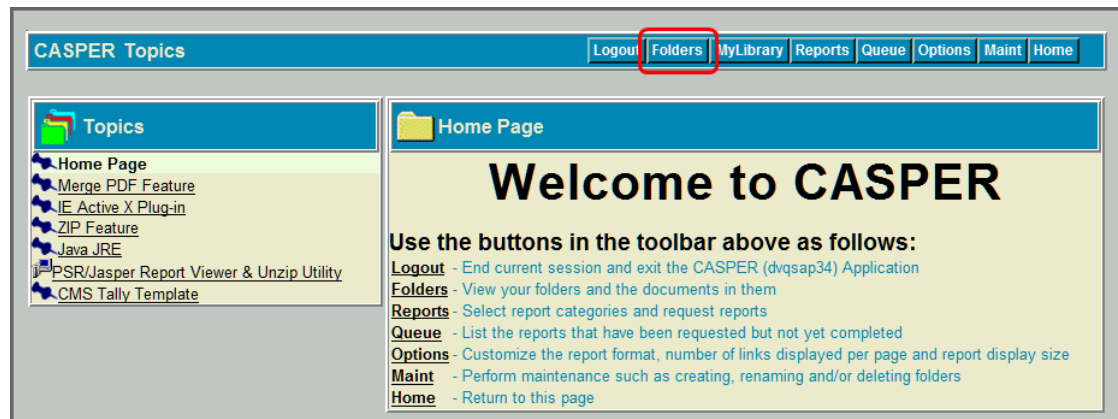 CASPER Topics
Logout Folders MyLibrary Reports Queue Options Maint Home
Topics
Home Page
Merge PDF Feature
IE Active X Plug-in
ZIP Feature
Java JRE
PSR/Jasper Report Viewer & Unzip Utility
CMS Tally Template
Home Page
Welcome to CASPER
Use the buttons in the toolbar above as follows:
Logout - End current session and exit the CASPER (dvqsap34) Application
Folders - View your folders and the documents in them
Reports - Select report categories and request reports
Queue - List the reports that have been requested but not yet completed
Options - Customize the report format, number of links displayed per page and report display size
Maint - Perform maintenance such as creating, renaming and/or deleting folders
Home - Return to this page